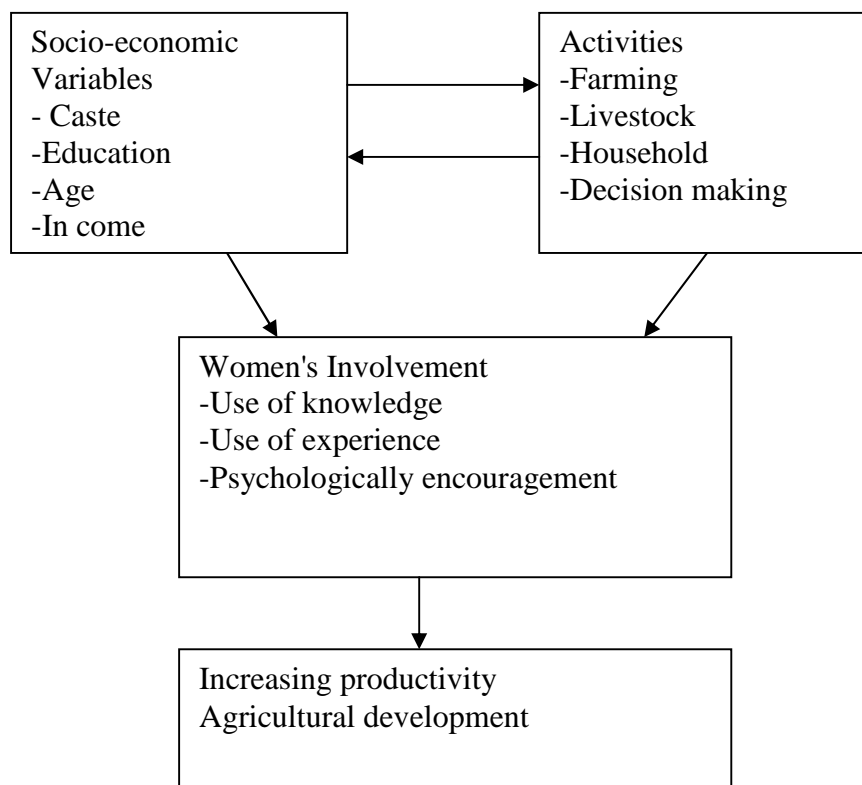 Socio-economic
Variables
- Caste
-Education
-Age
-In come
Activities
-Farming
-Livestock
-Household
-Decision making
Women's Involvement
-Use of knowledge
-Use of experience
-Psychologically encouragement
Increasing productivity
Agricultural development